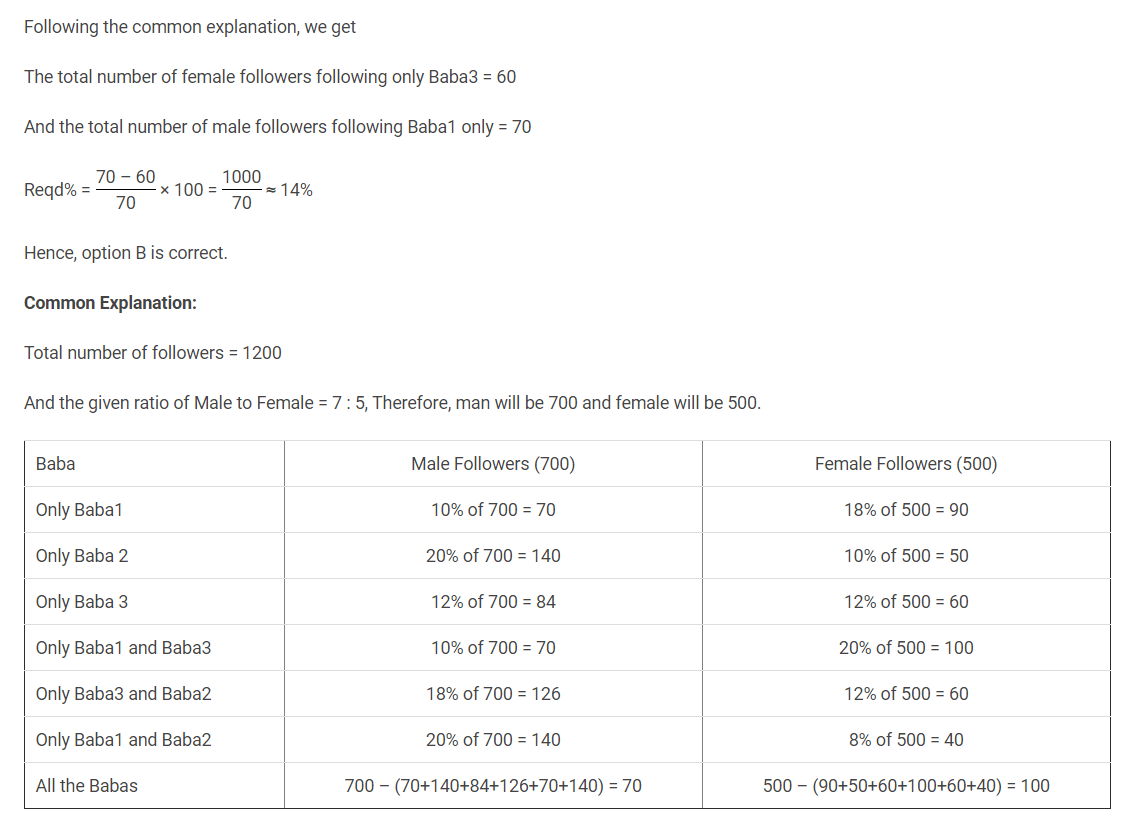 Following the common explanation, we get
The total number of female followers following only Baba3 = 60
And the total number of male followers following Baba1 only = 70
Reqd% = (70 − 60)/70 × 100 = 1000/70 ≈ 14%
Hence, option B is correct.
Common Explanation:
Total number of followers = 1200
And the given ratio of Male to Female = 7 : 5, Therefore, man will be 700 and female will be 500.
Baba Male Followers (700) Female Followers (500)
Only Baba1 10% of 700 = 70 18% of 500 = 90
Only Baba 2 20% of 700 = 140 10% of 500 = 50
Only Baba 3 12% of 700 = 84 12% of 500 = 60
Only Baba1 and Baba3 10% of 700 = 70 20% of 500 = 100
Only Baba3 and Baba2 18% of 700 = 126 12% of 500 = 60
Only Baba1 and Baba2 20% of 700 = 140 8% of 500 = 40
All the Babas 700 − (70+140+84+126+70+140) = 70 500 − (90+50+60+100+60+40) = 100